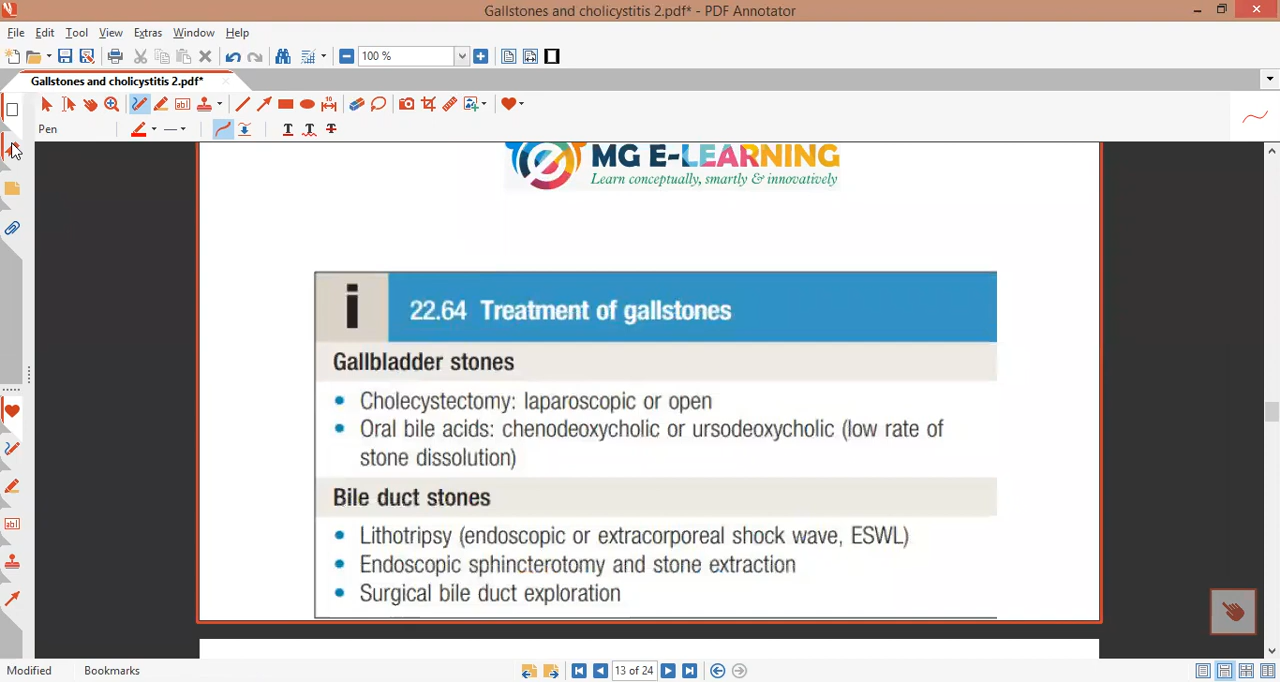 Gallstones and cholicystitis 2.pdf* - PDF Annotator
File Edit Tool View Extras Window Help
100 %
Gallstones and cholicystitis 2.pdf*
Pen
MG E-LEARNING
Learn conceptually, smartly & innovatively
i 22.64 Treatment of gallstones
Gallbladder stones
• Cholecystectomy: laparoscopic or open
• Oral bile acids: chenodeoxycholic or ursodeoxycholic (low rate of
stone dissolution)
Bile duct stones
• Lithotripsy (endoscopic or extracorporeal shock wave, ESWL)
• Endoscopic sphincterotomy and stone extraction
• Surgical bile duct exploration
Modified Bookmarks 13 of 24